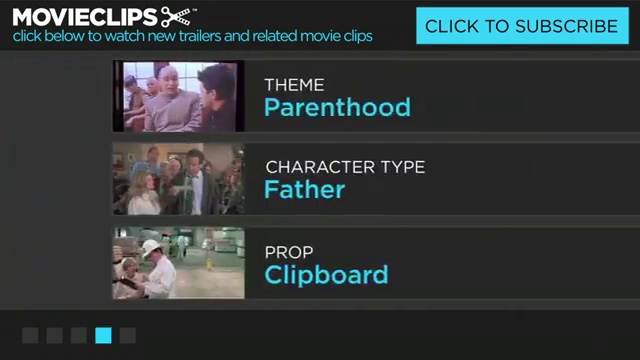 MOVIECLIPS™
CLICK TO SUBSCRIBE
click below to watch new trailers and related movie clips
THEME
Parenthood
CHARACTER TYPE
Father
PROP
Clipboard